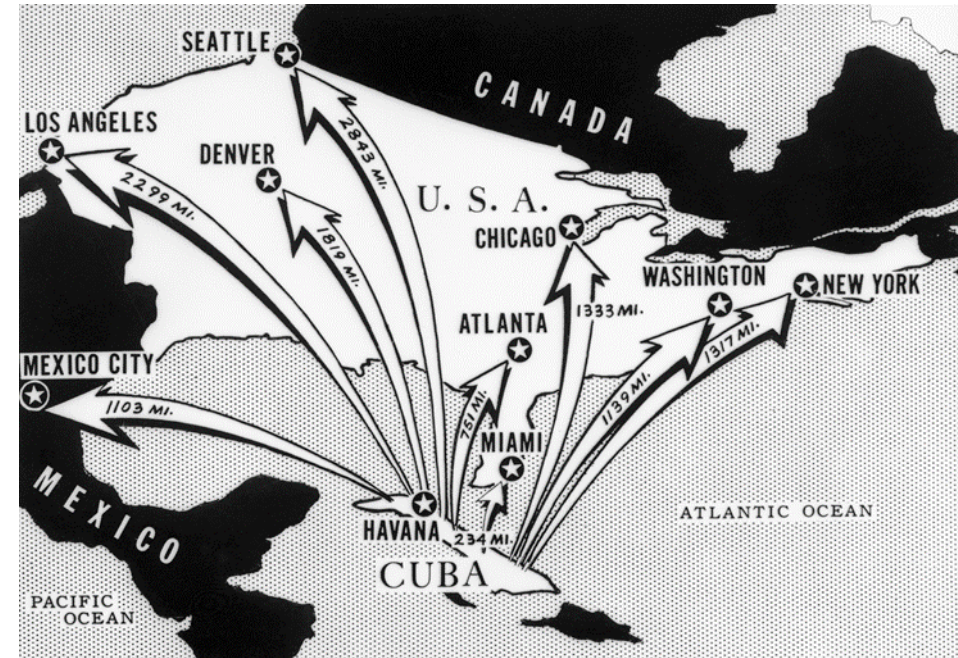 SEATTLE
CANADA
LOS ANGELES
2843 MI.
DENVER
2299 MI.
U. S. A.
1819 MI.
CHICAGO
WASHINGTON
NEW YORK
1333 MI.
ATLANTA
1317 MI.
MEXICO CITY
1103 MI.
751 MI.
1139 MI.
MIAMI
MEXICO
HAVANA
234 MI.
ATLANTIC OCEAN
CUBA
PACIFIC
OCEAN